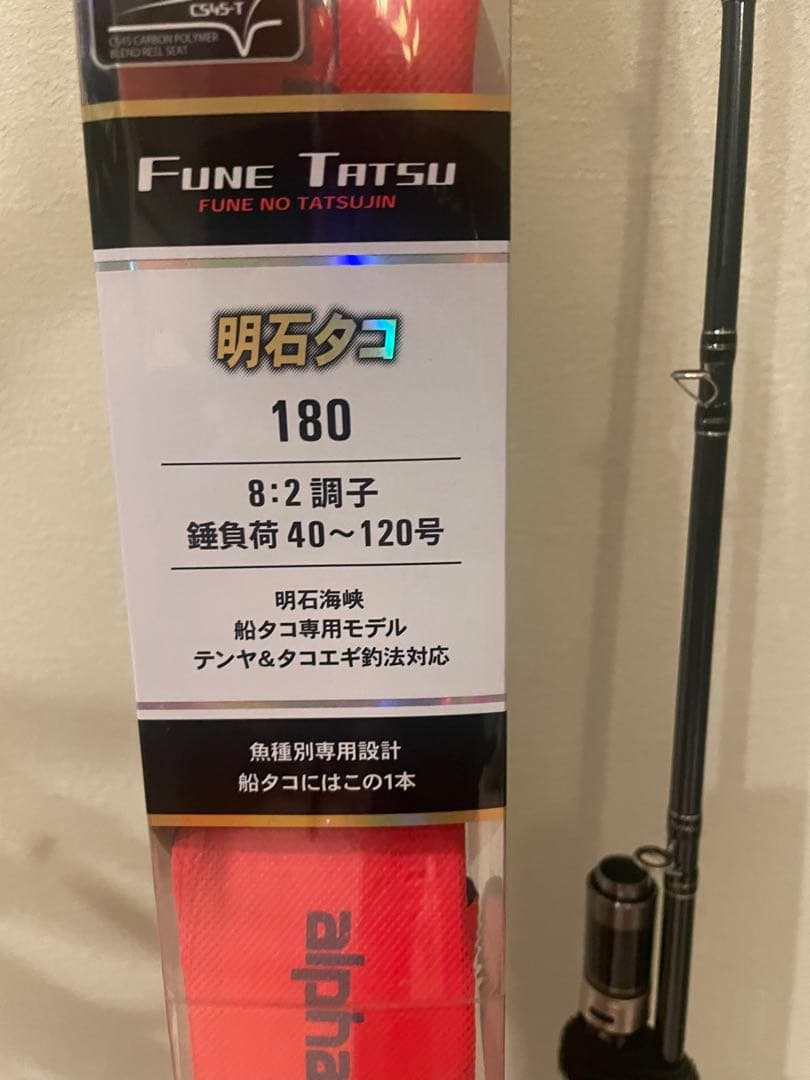 CS45-T
CS45 CARBON POLYMER
BLEND REEL SEAT
FUNE TATSU
FUNE NO TATSUJIN
明石タコ
180
8:2 調子
錘負荷 40～120号
明石海峡
船タコ専用モデル
テンヤ&タコエギ釣法対応
魚種別専用設計
船タコにはこの1本
alpha